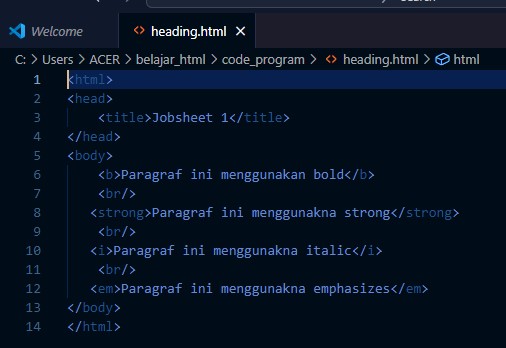 Welcome
<> heading.html ×
C: > Users > ACER > belajar_html > code_program > <> heading.html > html
1 <html>
2 <head>
3 <title>Jobsheet 1</title>
4 </head>
5 <body>
6 <b>Paragraf ini menggunakan bold</b>
7 <br/>
8 <strong>Paragraf ini menggunakna strong</strong>
9 <br/>
10 <i>Paragraf ini menggunakna italic</i>
11 <br/>
12 <em>Paragraf ini menggunakna emphasizes</em>
13 </body>
14 </html>